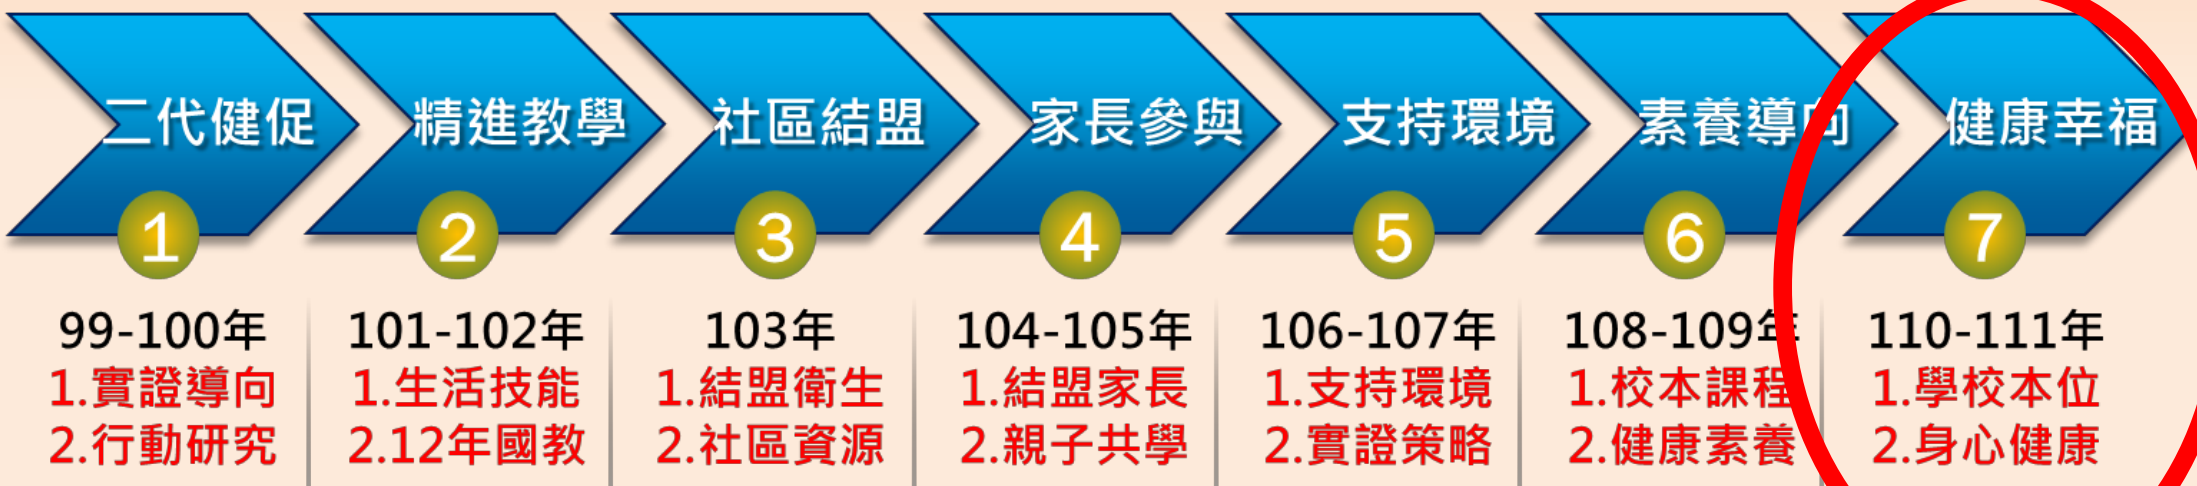 二代健促
1
99-100年
1.實證導向
2.行動研究
精進教學
2
101-102年
1.生活技能
2.12年國教
社區結盟
3
103年
1.結盟衛生
2.社區資源
家長參與
4
104-105年
1.結盟家長
2.親子共學
支持環境
5
106-107年
1.支持環境
2.實證策略
素養導向
6
108-109年
1.校本課程
2.健康素養
健康幸福
7
110-111年
1.學校本位
2.身心健康